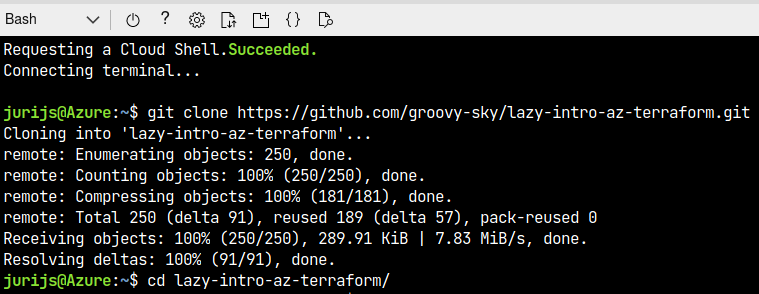 Bash
?
{}
Requesting a Cloud Shell.Succeeded.
Connecting terminal...
jurijs@Azure:~$ git clone https://github.com/groovy-sky/lazy-intro-az-terraform.git
Cloning into 'lazy-intro-az-terraform'...
remote: Enumerating objects: 250, done.
remote: Counting objects: 100% (250/250), done.
remote: Compressing objects: 100% (181/181), done.
remote: Total 250 (delta 91), reused 189 (delta 57), pack-reused 0
Receiving objects: 100% (250/250), 289.91 KiB | 7.83 MiB/s, done.
Resolving deltas: 100% (91/91), done.
jurijs@Azure:~$ cd lazy-intro-az-terraform/